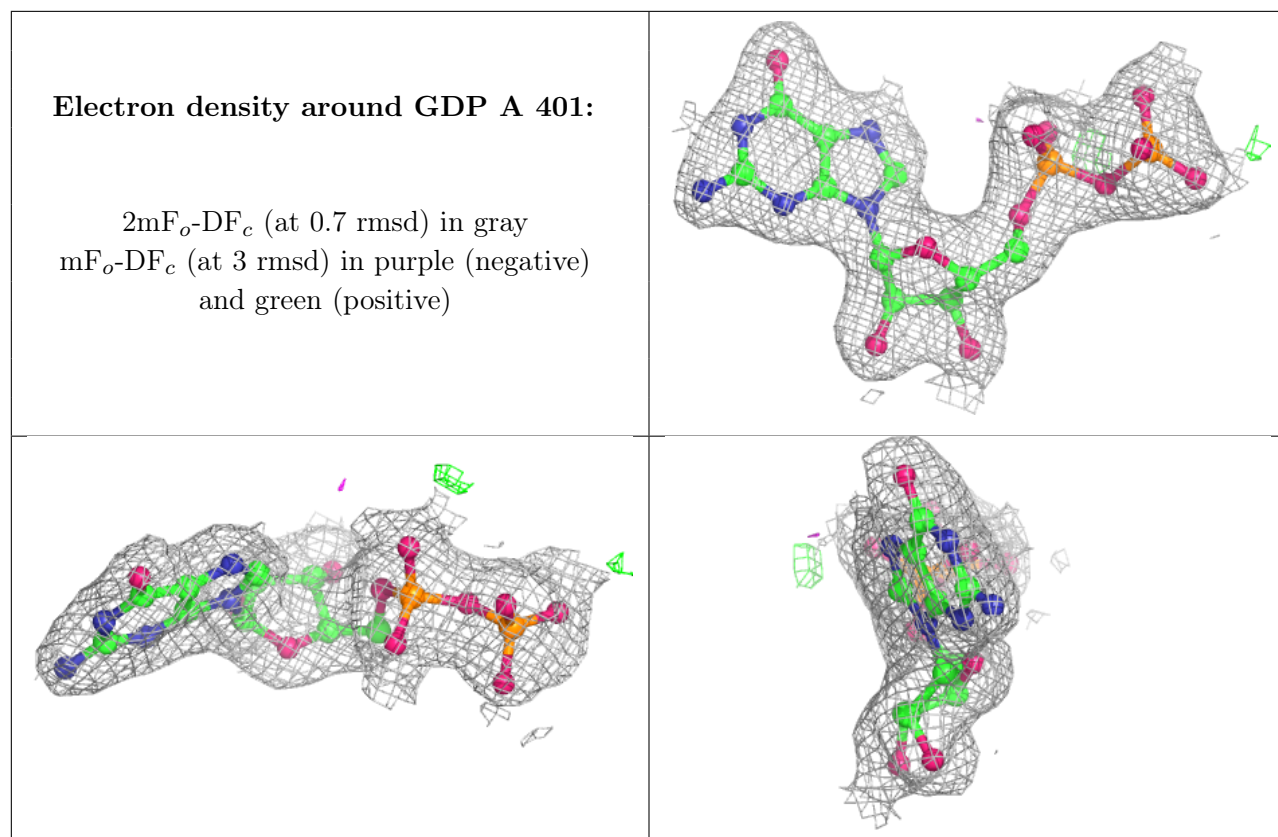 Electron density around GDP A 401:
2mFo-DFc (at 0.7 rmsd) in gray
mFo-DFc (at 3 rmsd) in purple (negative)
and green (positive)